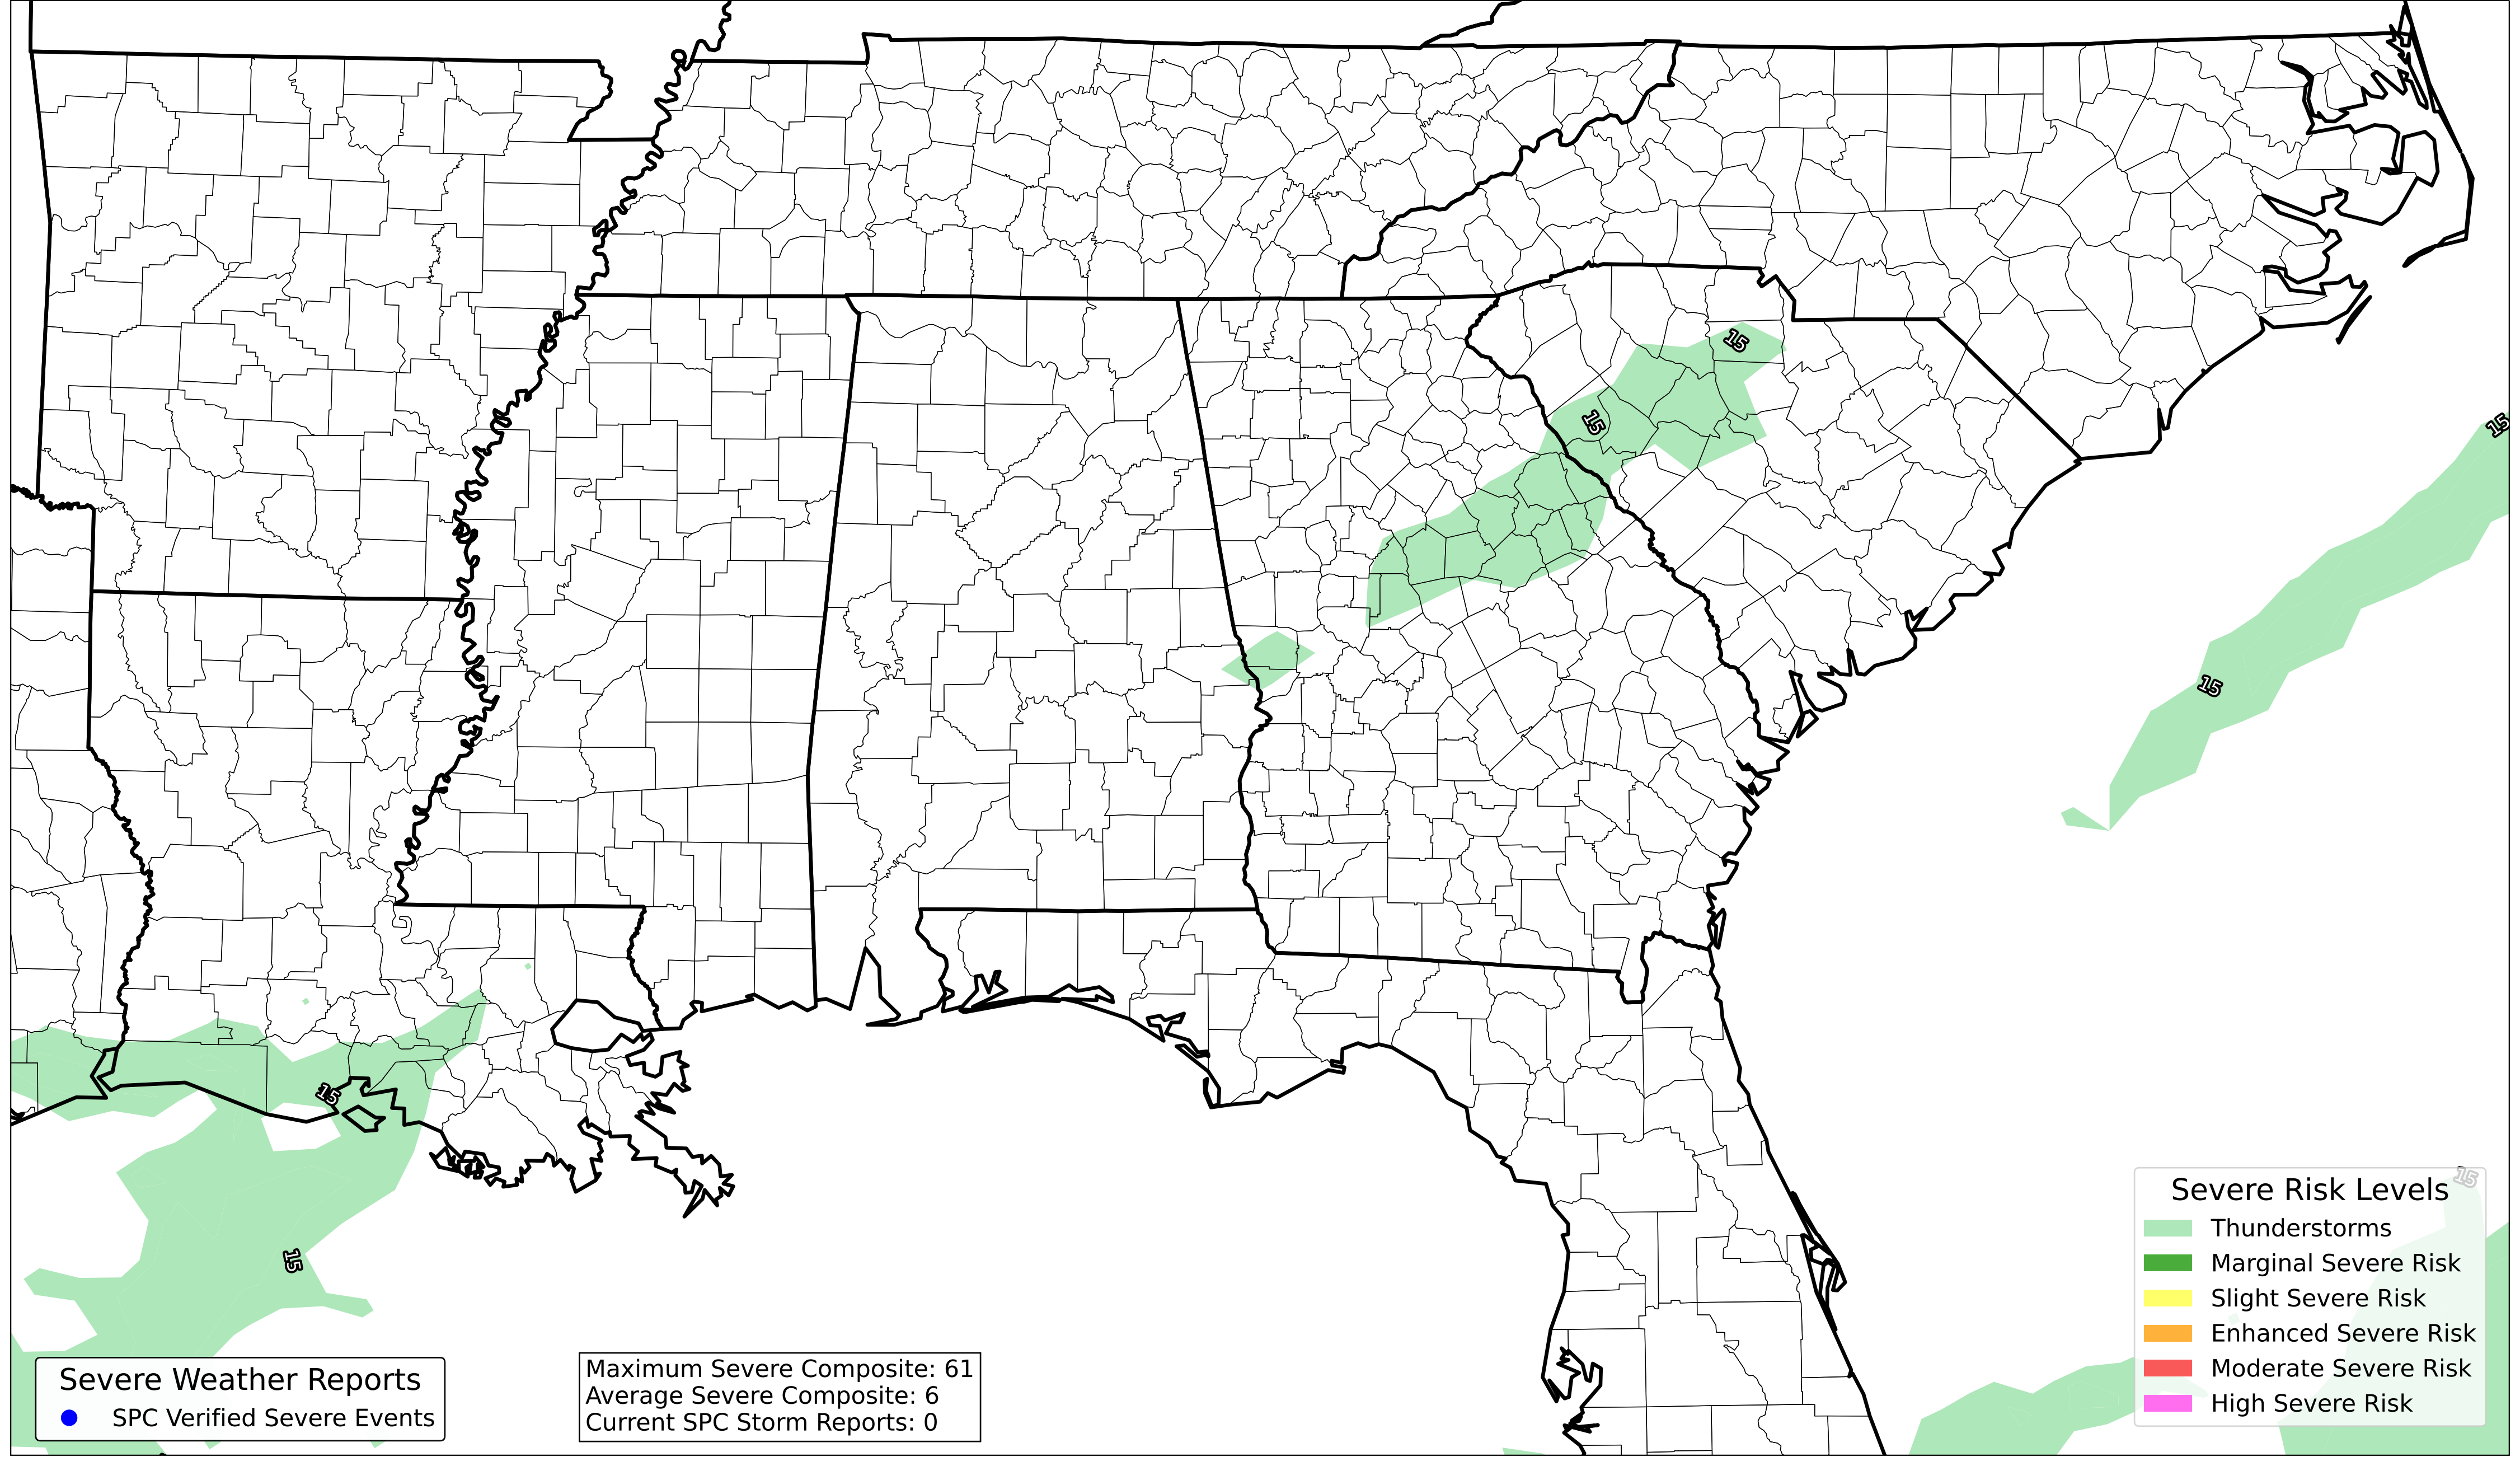 15
15
15
15
15
15
15
Severe Risk Levels
Thunderstorms
Marginal Severe Risk
Slight Severe Risk
Enhanced Severe Risk
Moderate Severe Risk
High Severe Risk
Severe Weather Reports
SPC Verified Severe Events
Maximum Severe Composite: 61
Average Severe Composite: 6
Current SPC Storm Reports: 0